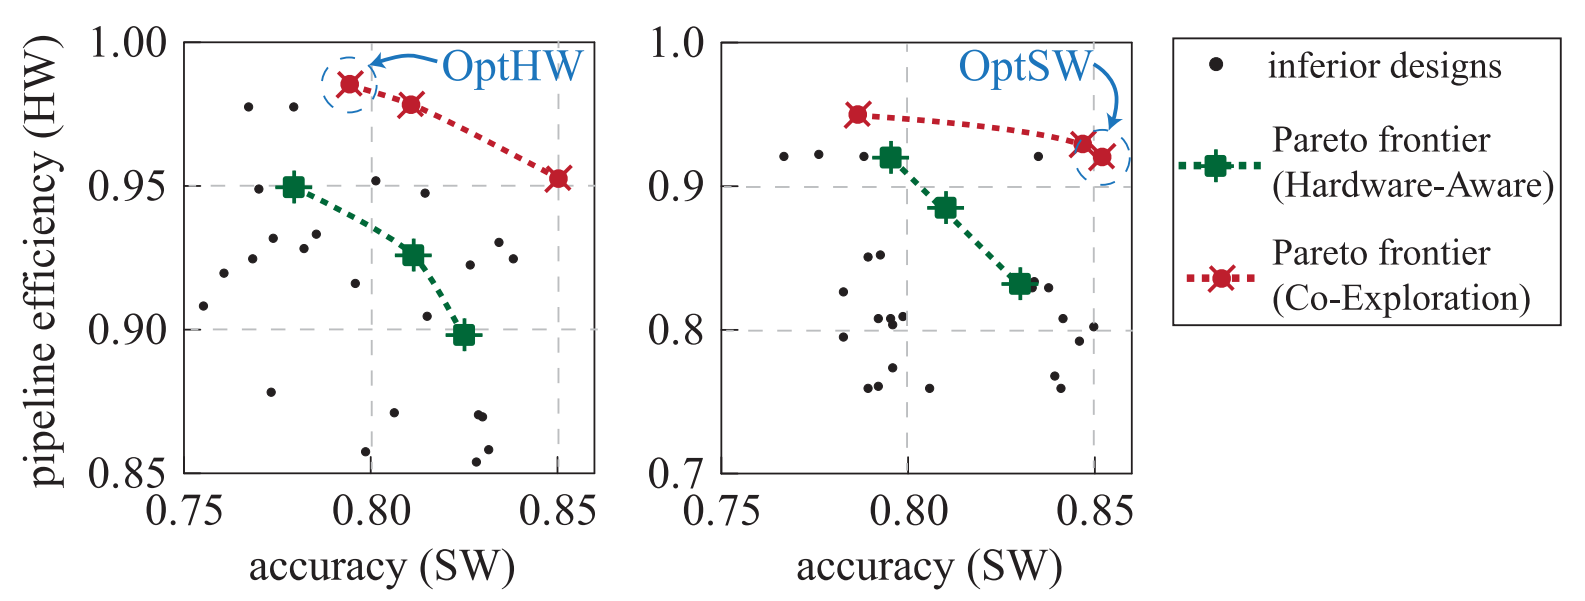 pipeline efficiency (HW)
1.00
0.95
0.90
0.85
0.75
0.80
0.85
accuracy (SW)
OptHW
1.0
0.9
0.8
0.7
0.75
0.80
0.85
accuracy (SW)
OptSW
inferior designs
Pareto frontier
(Hardware-Aware)
Pareto frontier
(Co-Exploration)